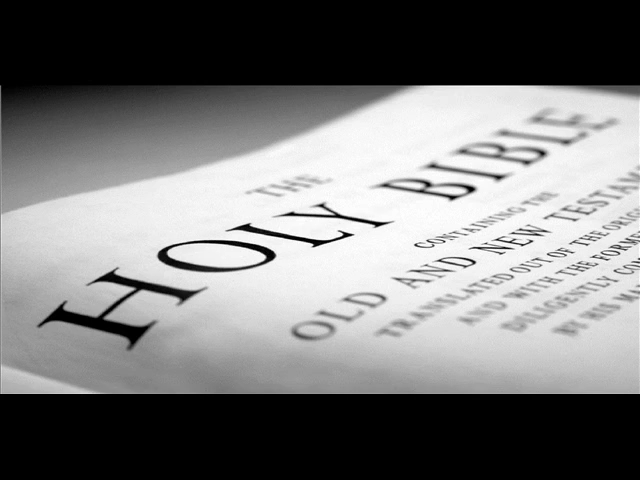 THE
HOLY BIBLE
CONTAINING THE
OLD AND NEW
TRANSLATED OUT OF THE
AND WITH THE
DILIGENTLY
BY HIS